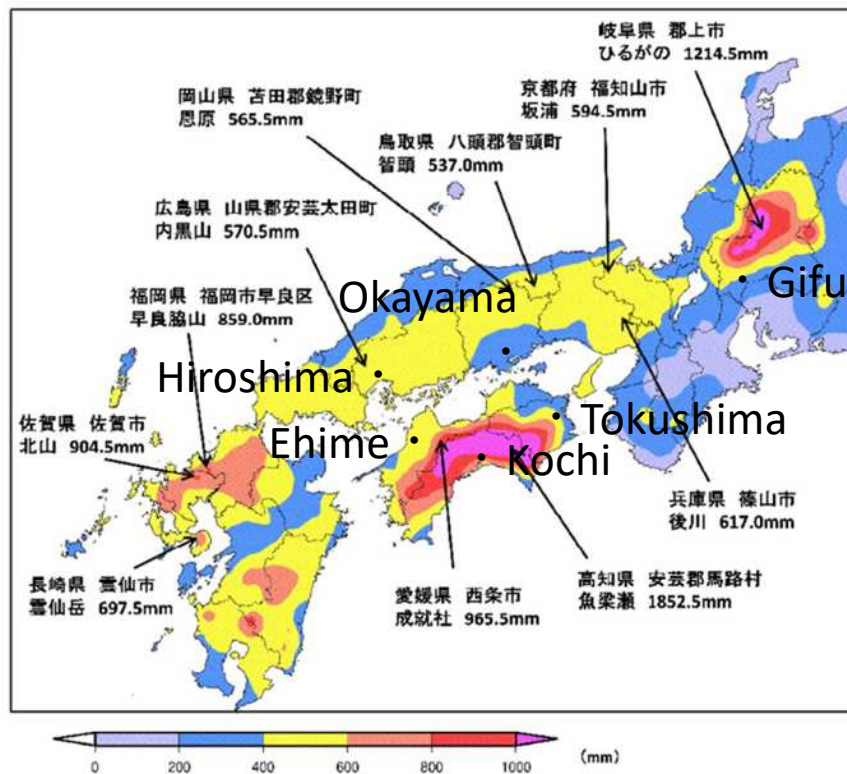 岐阜県 郡上市
ひるがの 1214.5mm
京都府 福知山市
坂浦 594.5mm
岡山県 苫田郡鏡野町
恩原 565.5mm
鳥取県 八頭郡智頭町
智頭 537.0mm
広島県 山県郡安芸太田町
内黒山 570.5mm
福岡県 福岡市早良区
早良脇山 859.0mm
Okayama
Gifu
Hiroshima
佐賀県 佐賀市
北山 904.5mm
Ehime
Tokushima
Kochi
兵庫県 篠山市
後川 617.0mm
長崎県 雲仙市
雲仙岳 697.5mm
愛媛県 西条市
成就社 965.5mm
高知県 安芸郡馬路村
魚梁瀬 1852.5mm
0 200 400 600 800 1000 (mm)